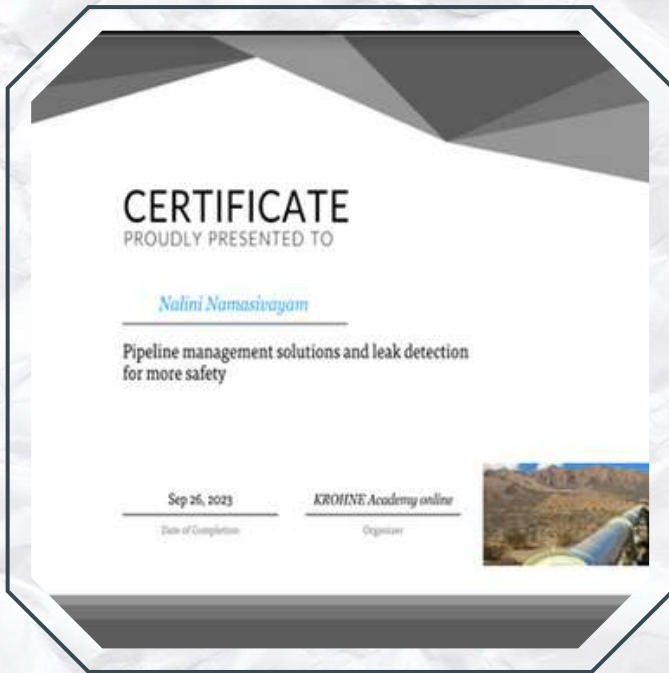 CERTIFICATE
PROUDLY PRESENTED TO
Nalini Namasivayam
Pipeline management solutions and leak detection
for more safety
Sep 26, 2023
KROHNE Academy online
Date of Completion
Organizer